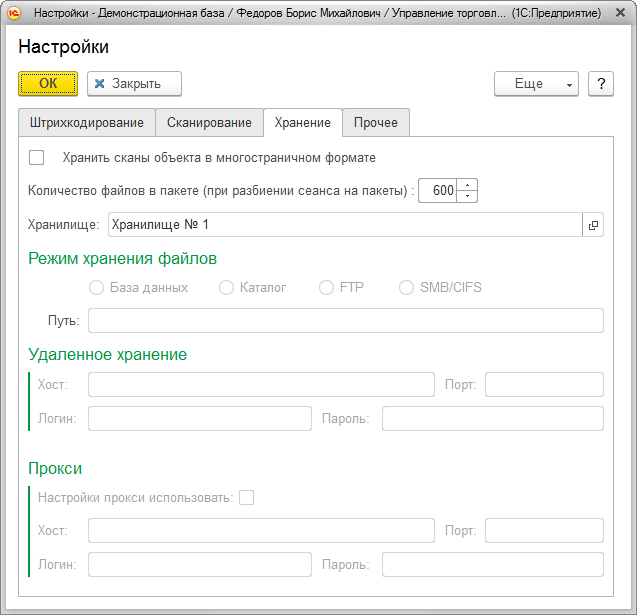 Настройки - Демонстрационная база / Федоров Борис Михайлович / Управление торговл... (1С:Предприятие)
Настройки
ОК Закрыть Еще ?
Штрихкодирование Сканирование Хранение Прочее
Хранить сканы объекта в многостраничном формате
Количество файлов в пакете (при разбиении сеанса на пакеты) : 600
Хранилище: Хранилище № 1
Режим хранения файлов
База данных Каталог FTP SMB/CIFS
Путь:
Удаленное хранение
Хост: Порт:
Логин: Пароль:
Прокси
Настройки прокси использовать:
Хост: Порт:
Логин: Пароль: